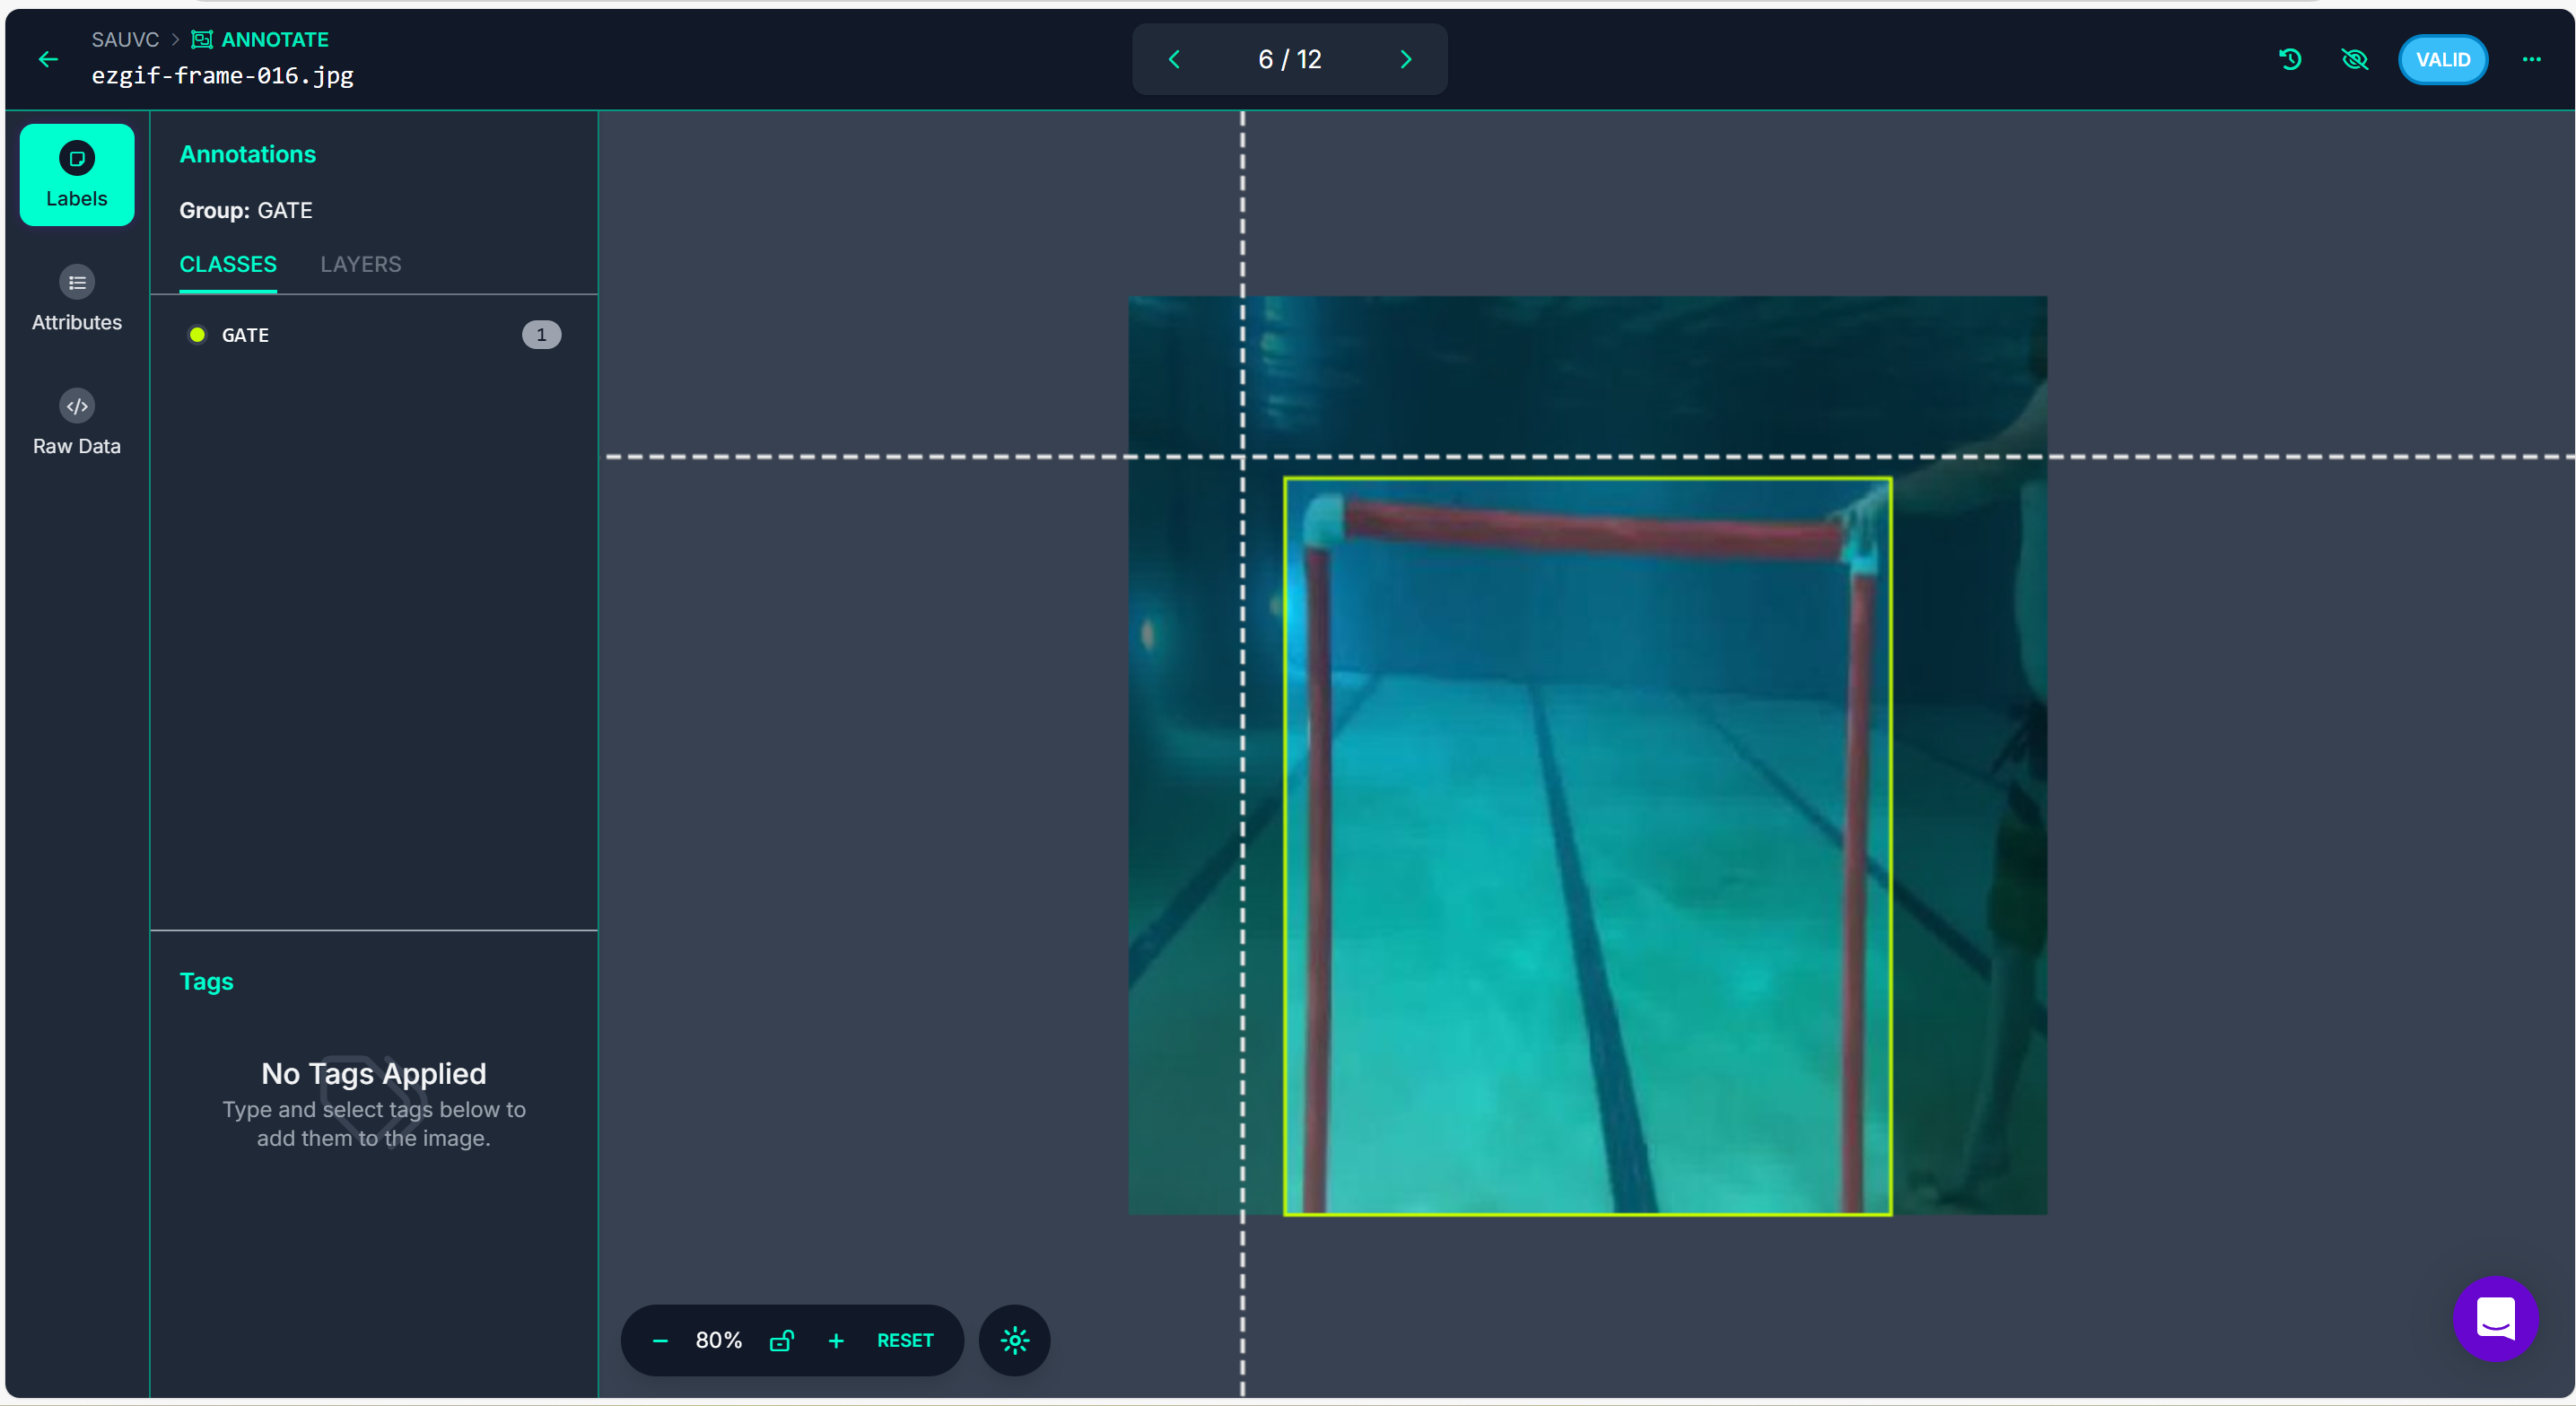 SAUVC > ANNOTATE
ezgif-frame-016.jpg
6 / 12
VALID
Labels
Attributes
Raw Data
Annotations
Group: GATE
CLASSES LAYERS
GATE 1
Tags
No Tags Applied
Type and select tags below to
add them to the image.
80% RESET